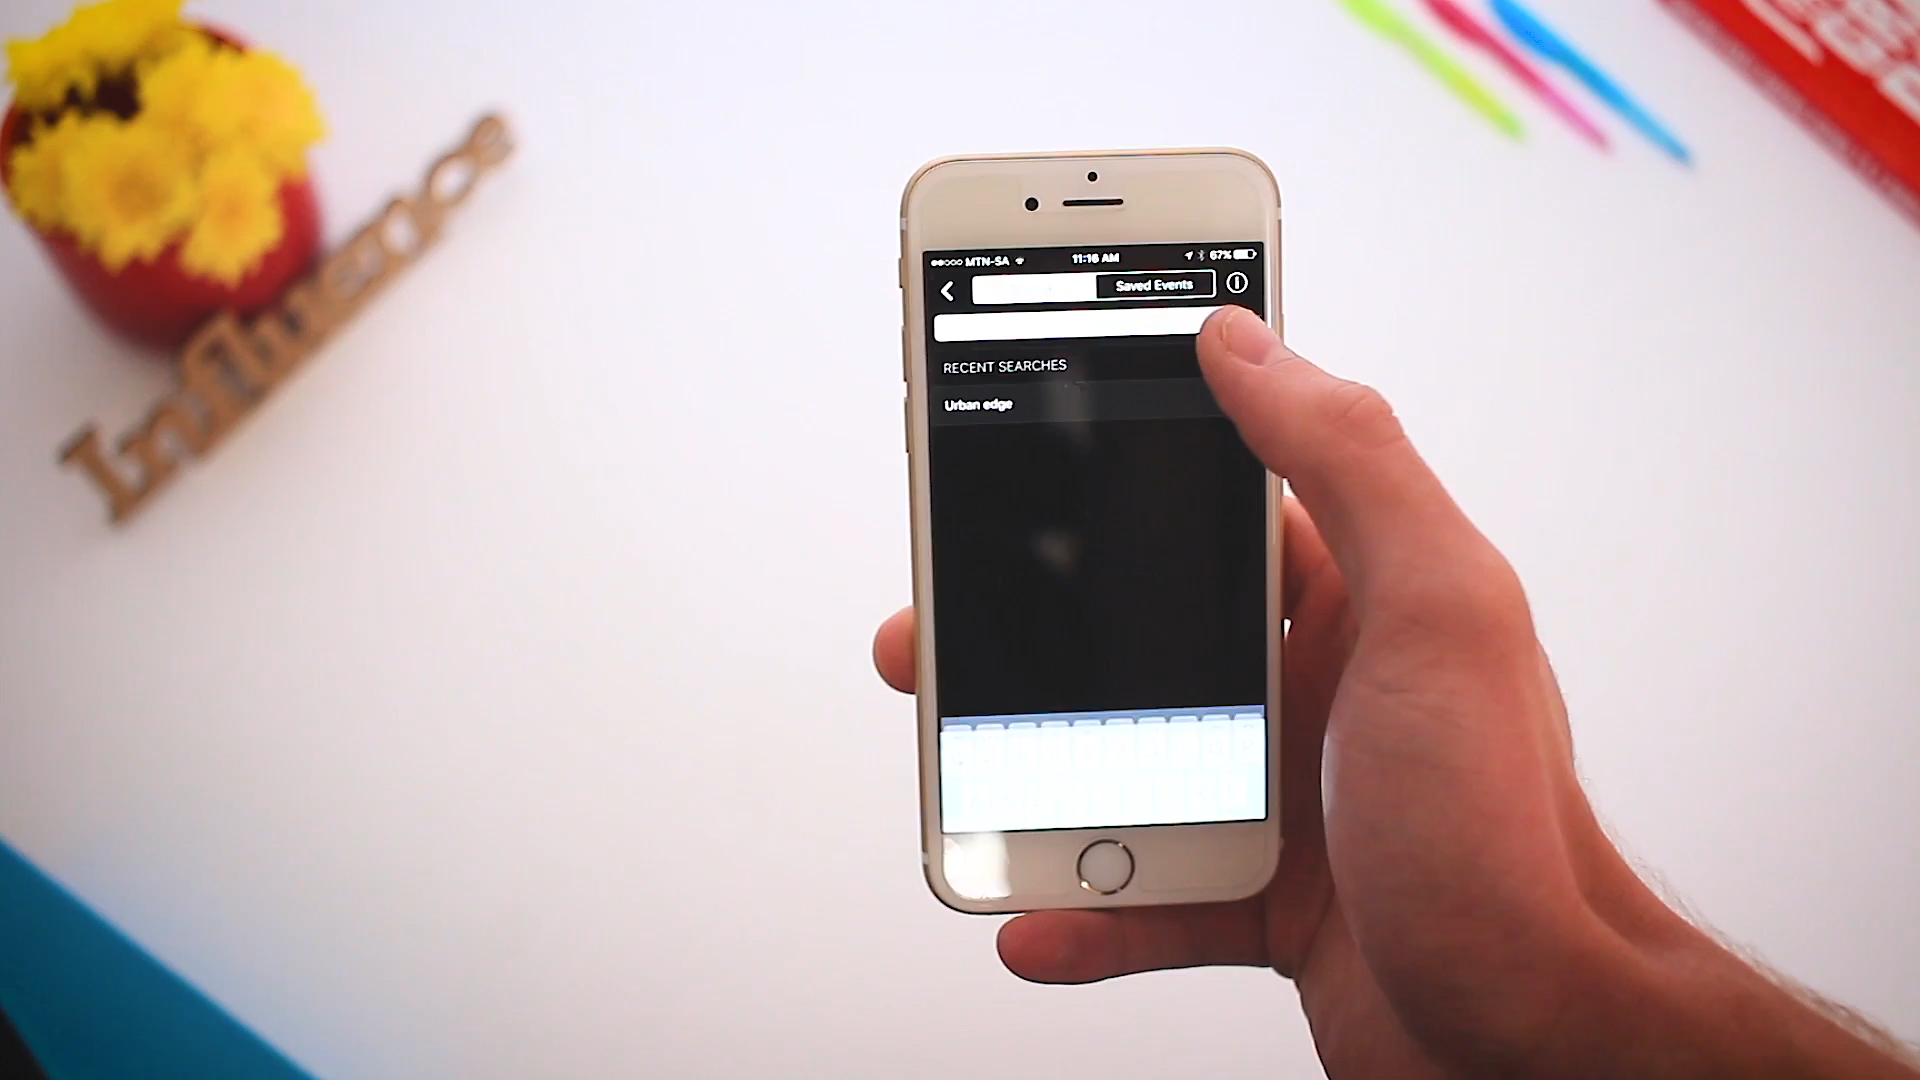 Influence
MTN-SA
11:16 AM
67%
Saved Events
RECENT SEARCHES
Urban edge